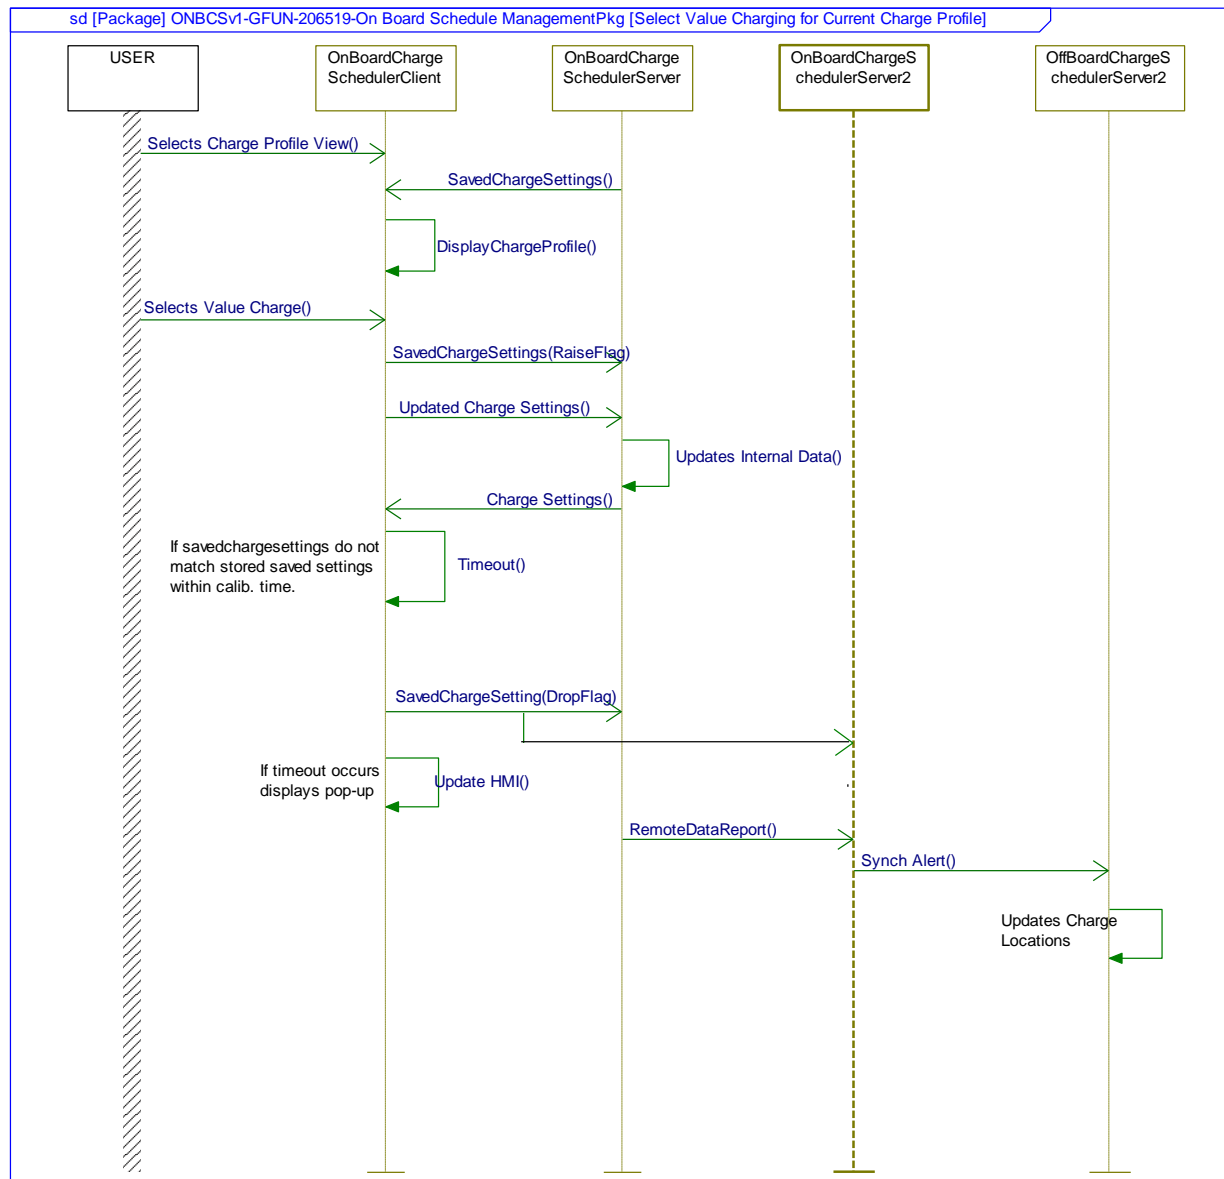 sd [Package] ONBCSv1-GFUN-206519-On Board Schedule ManagementPkg [Select Value Charging for Current Charge Profile]
USER
OnBoardCharge
SchedulerClient
OnBoardCharge
SchedulerServer
OnBoardChargeS
chedulerServer2
OffBoardChargeS
chedulerServer2
Selects Charge Profile View()
SavedChargeSettings()
DisplayChargeProfile()
Selects Value Charge()
SavedChargeSettings(RaiseFlag)
Updated Charge Settings()
Updates Internal Data()
Charge Settings()
If savedchargesettings do not
match stored saved settings
within calib. time.
Timeout()
SavedChargeSetting(DropFlag)
If timeout occurs
displays pop-up
Update HMI()
RemoteDataReport()
Synch Alert()
Updates Charge
Locations